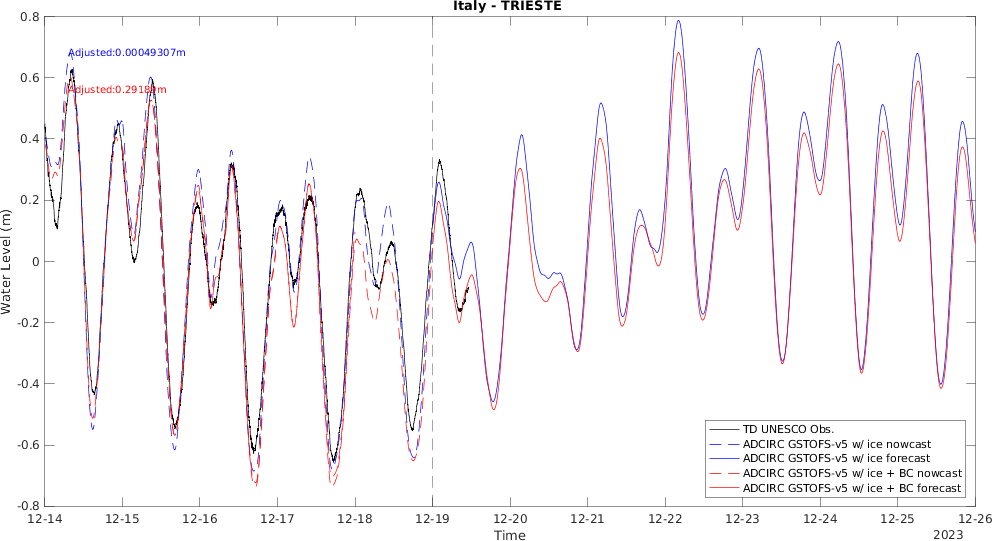 Italy - TRIESTE
0.8
0.6
0.4
0.2
0
-0.2
-0.4
-0.6
-0.8
Water Level (m)
Adjusted:0.00049307m
TD UNESCO Obs.
ADCIRC GSTOFS-v5 w/ ice nowcast
ADCIRC GSTOFS-v5 w/ ice forecast
ADCIRC GSTOFS-v5 w/ ice + BC nowcast
ADCIRC GSTOFS-v5 w/ ice + BC forecast
12-14 12-15 12-16 12-17 12-18 12-19 12-20 12-21 12-22 12-23 12-24 12-25 12-26
Time
2023